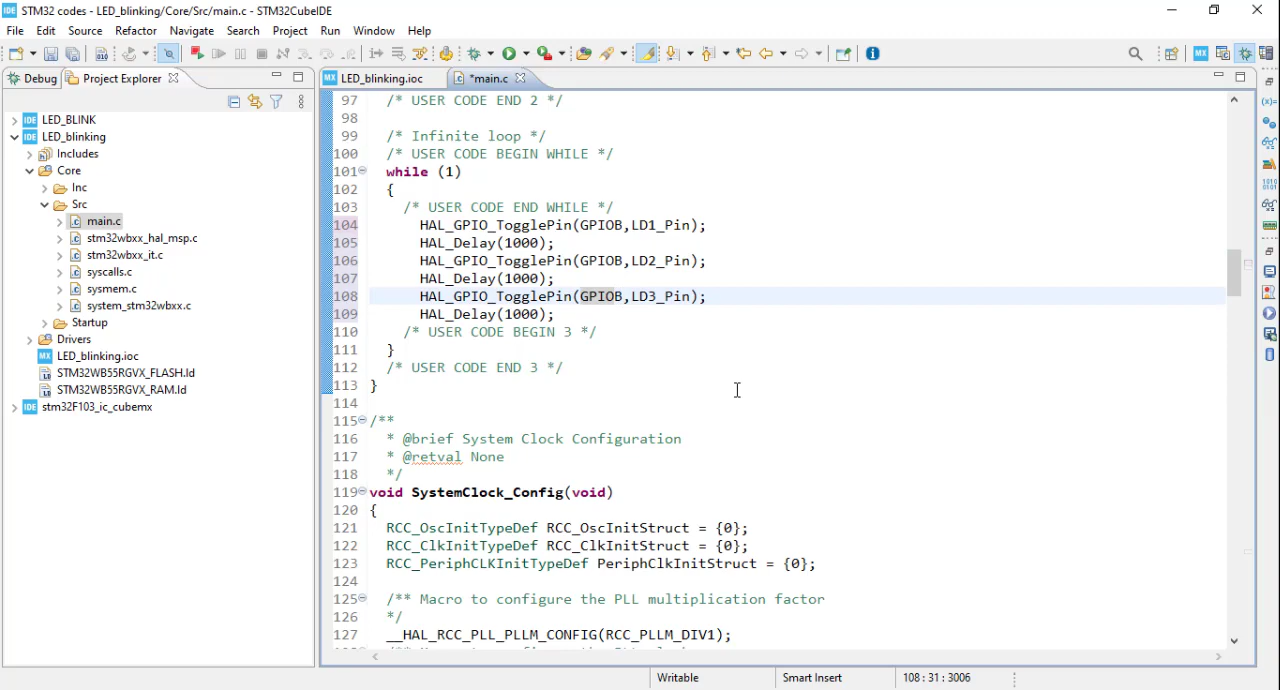 IDE STM32 codes - LED_blinking/Core/Src/main.c - STM32CubeIDE
File Edit Source Refactor Navigate Search Project Run Window Help
MX
Debug Project Explorer
MX LED_blinking.ioc *main.c
IDE LED_BLINK
IDE LED_blinking
Includes
Core
Inc
Src
main.c
stm32wbxx_hal_msp.c
stm32wbxx_it.c
syscalls.c
sysmem.c
system_stm32wbxx.c
Startup
Drivers
MX LED_blinking.ioc
STM32WB55RGVX_FLASH.ld
STM32WB55RGVX_RAM.ld
IDE stm32F103_ic_cubemx
97 /* USER CODE END 2 */
98
99 /* Infinite loop */
100 /* USER CODE BEGIN WHILE */
101 while (1)
102 {
103 /* USER CODE END WHILE */
104 HAL_GPIO_TogglePin(GPIOB,LD1_Pin);
105 HAL_Delay(1000);
106 HAL_GPIO_TogglePin(GPIOB,LD2_Pin);
107 HAL_Delay(1000);
108 HAL_GPIO_TogglePin(GPIOB,LD3_Pin);
109 HAL_Delay(1000);
110 /* USER CODE BEGIN 3 */
111 }
112 /* USER CODE END 3 */
113 }
114
115 /**
116 * @brief System Clock Configuration
117 * @retval None
118 */
119 void SystemClock_Config(void)
120 {
121 RCC_OscInitTypeDef RCC_OscInitStruct = {0};
122 RCC_ClkInitTypeDef RCC_ClkInitStruct = {0};
123 RCC_PeriphCLKInitTypeDef PeriphClkInitStruct = {0};
124
125 /** Macro to configure the PLL multiplication factor
126 */
127 __HAL_RCC_PLL_PLLM_CONFIG(RCC_PLLM_DIV1);
Writable Smart Insert 108 : 31 : 3006